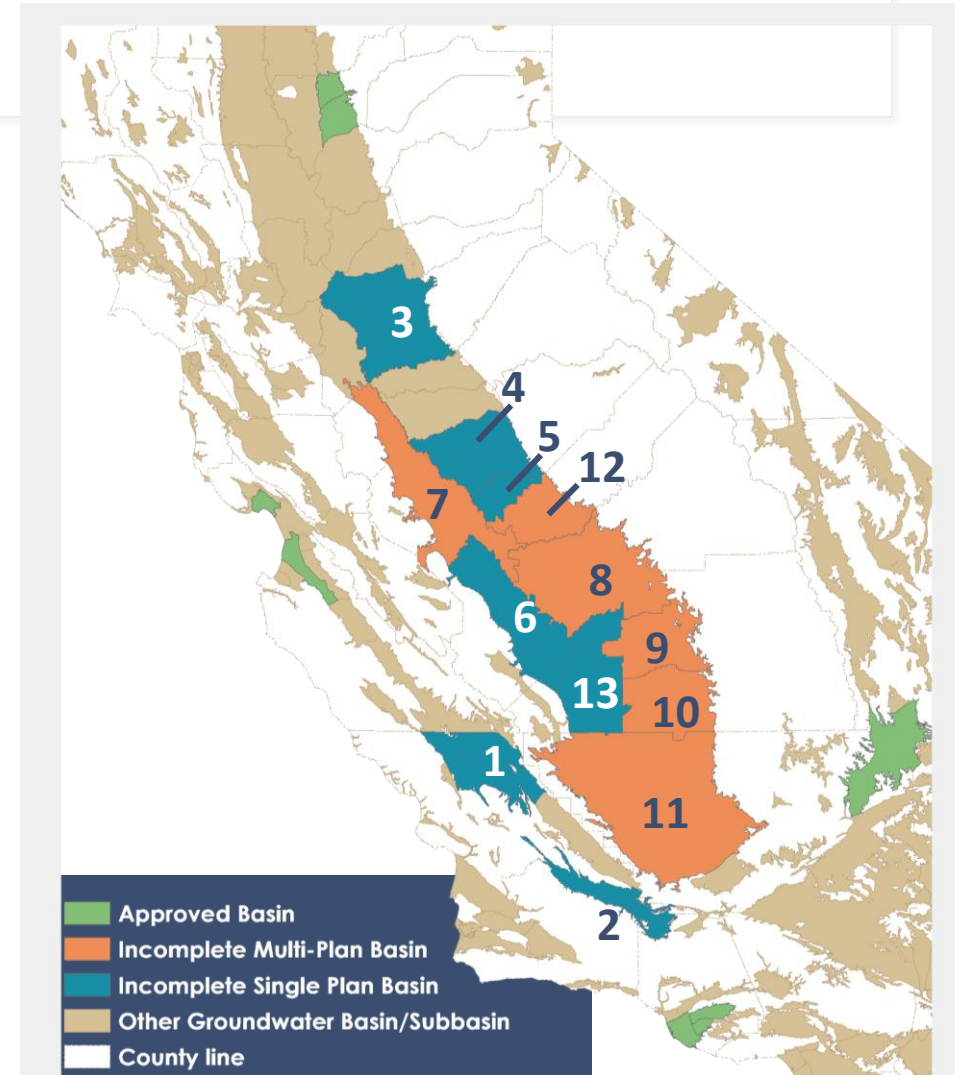 3
4
5
12
7
8
6
9
13
10
1
11
2
Approved Basin
Incomplete Multi-Plan Basin
Incomplete Single Plan Basin
Other Groundwater Basin/Subbasin
County line